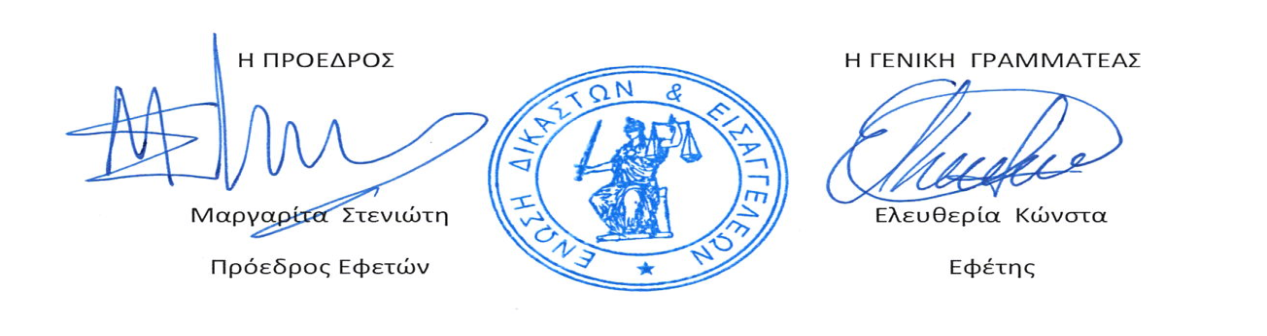 Η ΠΡΟΕΔΡΟΣ
Η ΓΕΝΙΚΗ ΓΡΑΜΜΑΤΕΑΣ
ΕΝΩΣΗ ΔΙΚΑΣΤΩΝ & ΕΙΣΑΓΓΕΛΕΩΝ
Μαργαρίτα Στενιώτη
Ελευθερία Κώνστα
Πρόεδρος Εφετών
Εφέτης